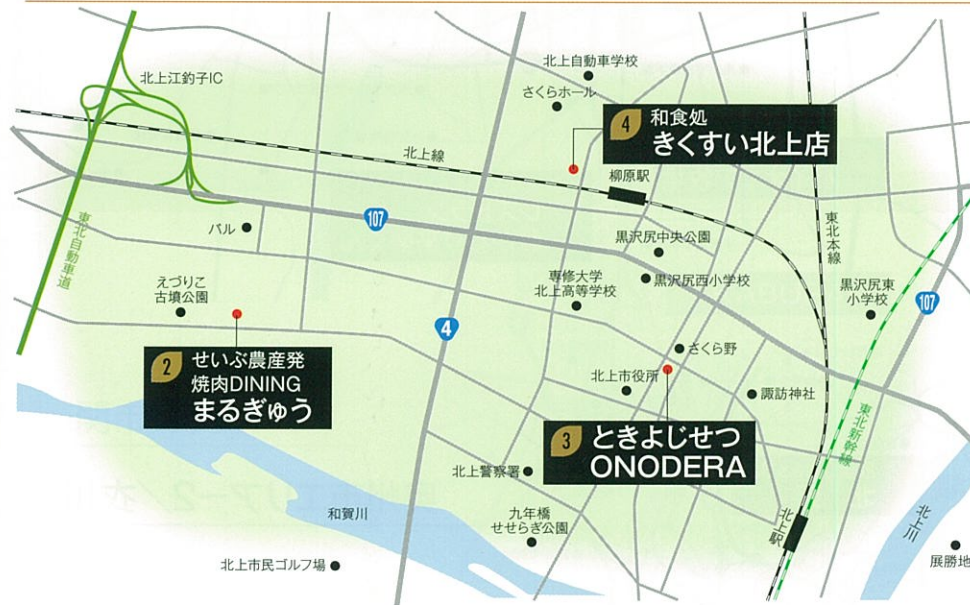 北上江釣子IC
北上自動車学校
さくらホール
4
和食処
きくすい北上店
北上線
柳原駅
107
パル
東北自動車道
黒沢尻中央公園
東北本線
えづりこ
古墳公園
専修大学
北上高等学校
黒沢尻西小学校
黒沢尻東
小学校
107
4
2
せいぶ農産発
焼肉DINING
まるぎゅう
さくら野
北上市役所
諏訪神社
3
ときよじせつ
ONODERA
東北新幹線
北上警察署
和賀川
九年橋
せせらぎ公園
北上駅
北上川
北上市民ゴルフ場
展勝地